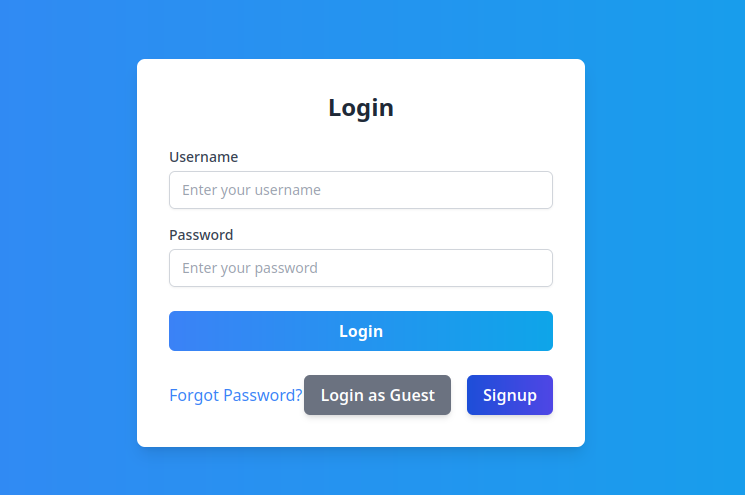 Login
Username
Enter your username
Password
Enter your password
Login
Forgot Password? Login as Guest Signup